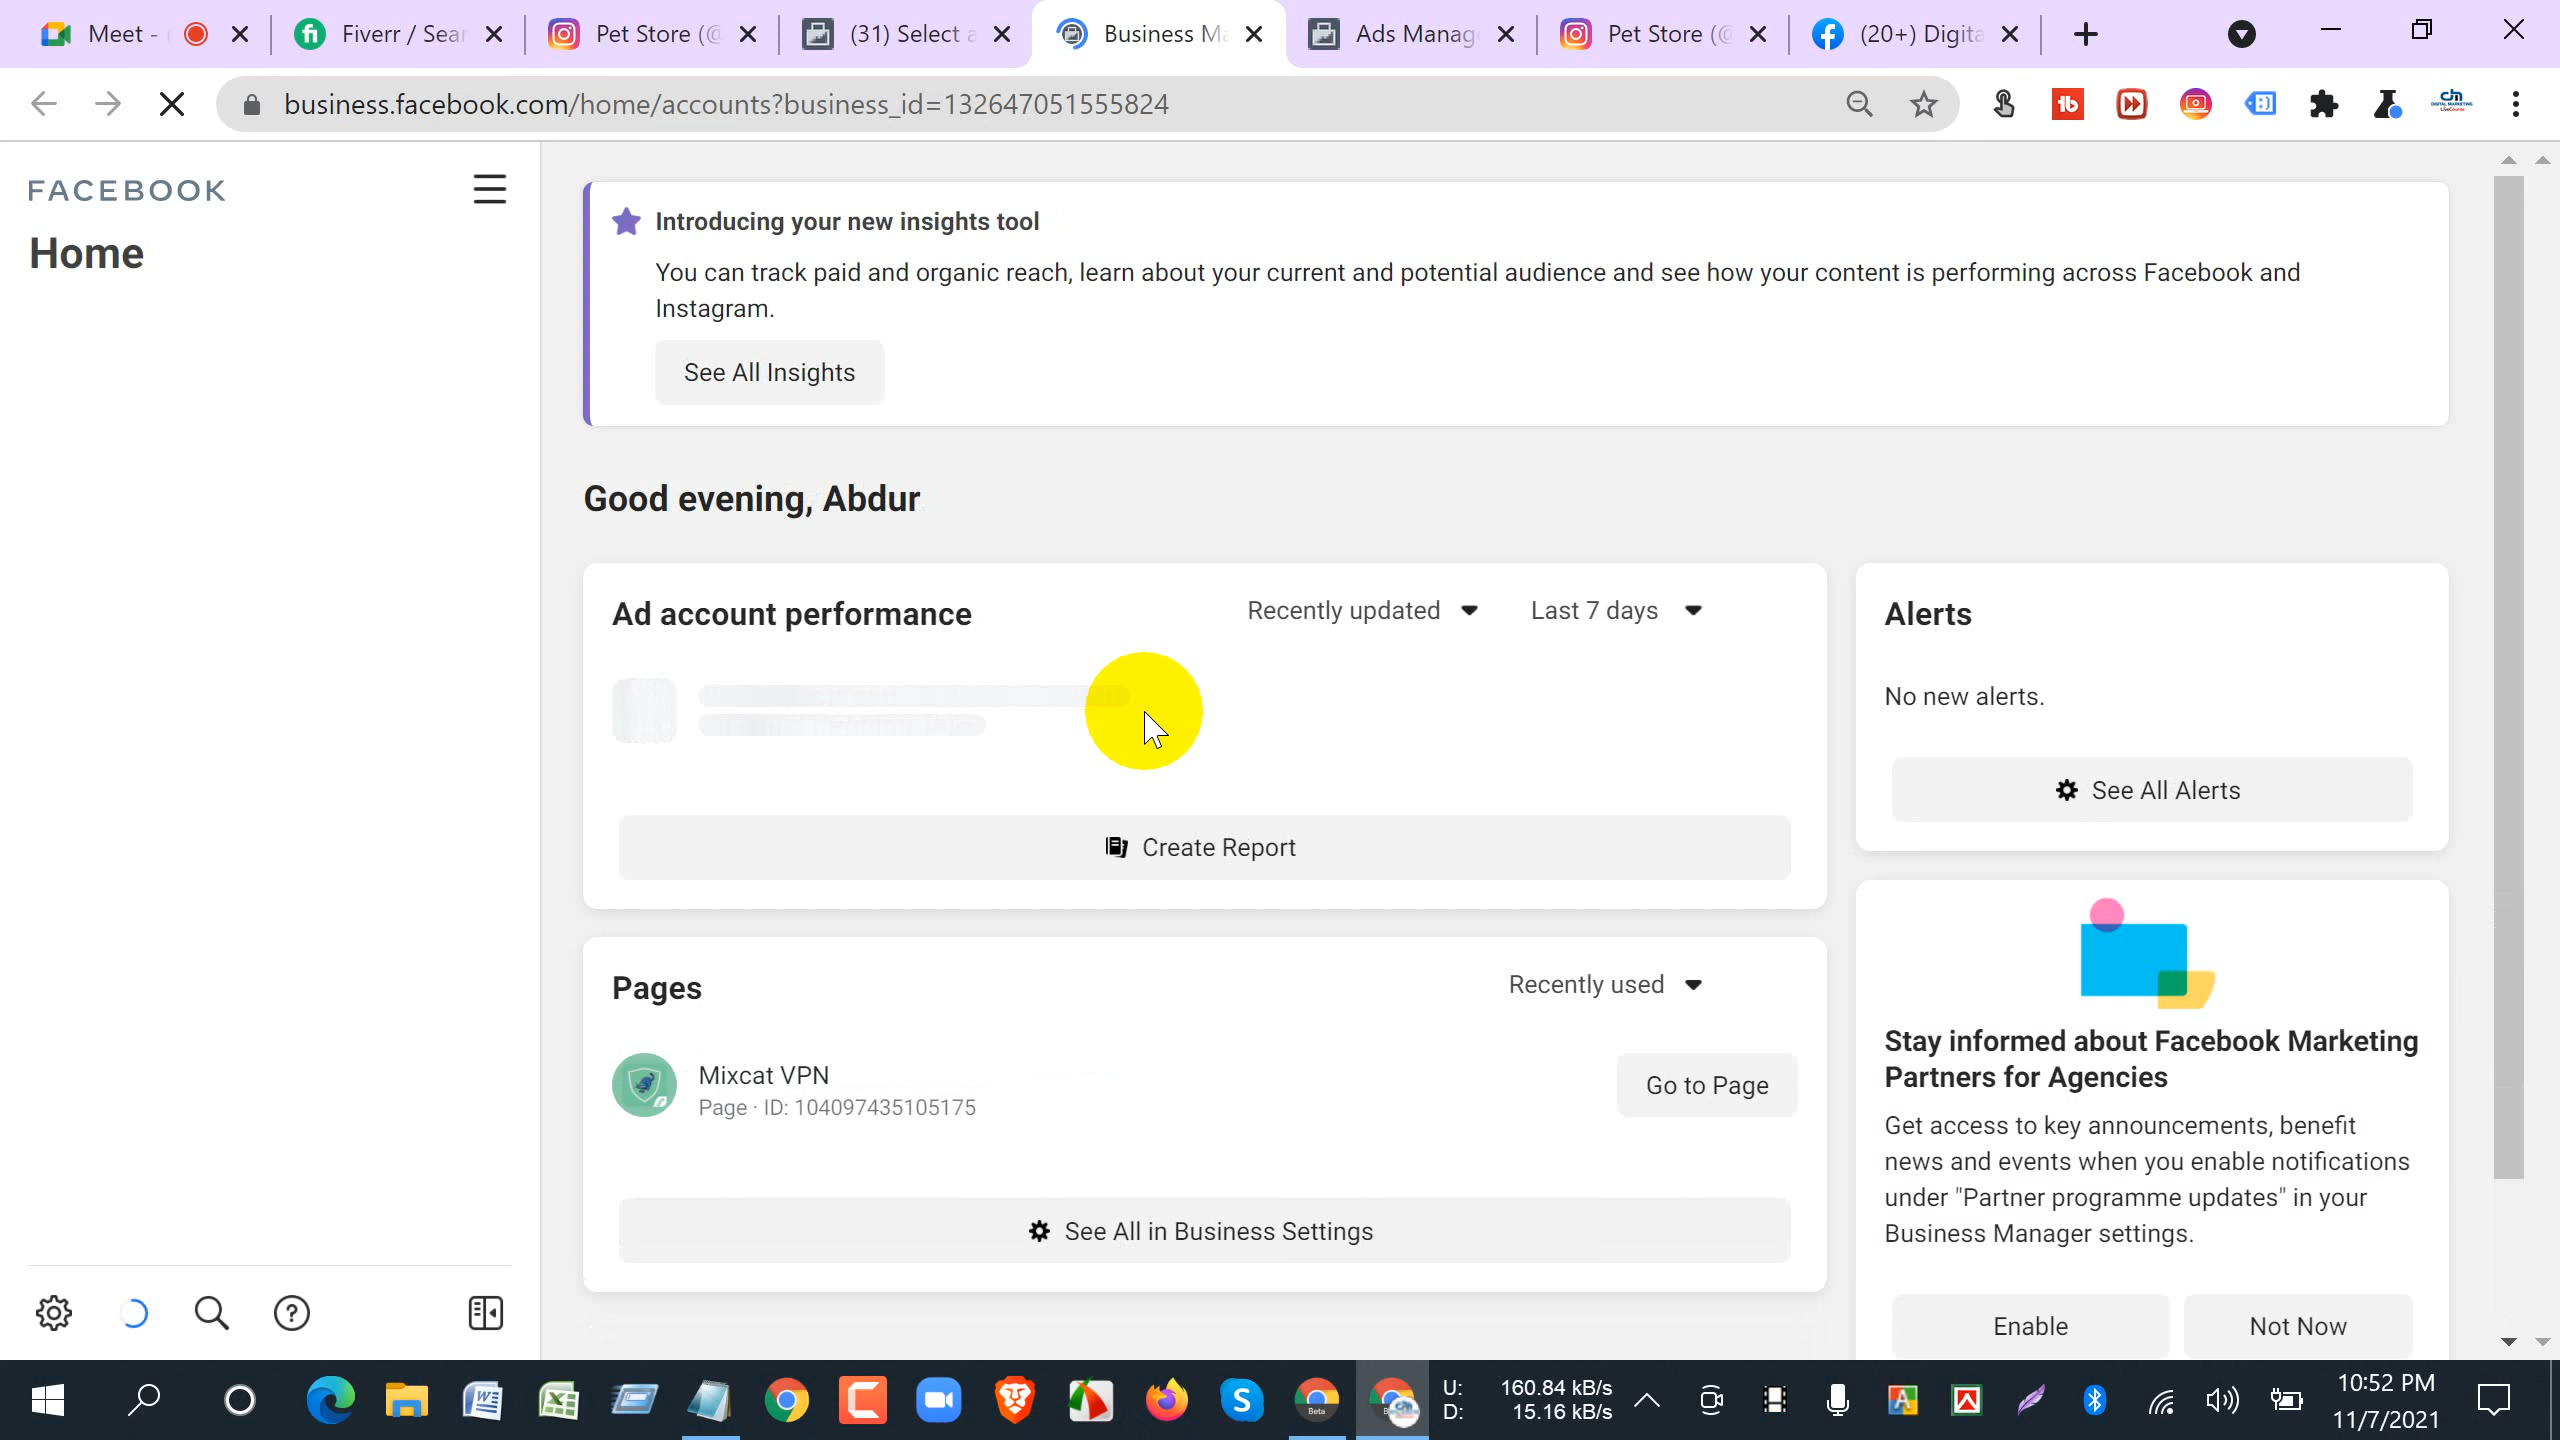 Meet -
Fiverr / Sear
Pet Store (@
(31) Select a
Business Ma
Ads Manag
Pet Store (@
(20+) Digita
business.facebook.com/home/accounts?business_id=132647051555824
FACEBOOK
Home
Introducing your new insights tool
You can track paid and organic reach, learn about your current and potential audience and see how your content is performing across Facebook and
Instagram.
See All Insights
Good evening, Abdur
Ad account performance
Recently updated
Last 7 days
Create Report
Alerts
No new alerts.
See All Alerts
Pages
Recently used
Mixcat VPN
Page · ID: 104097435105175
Go to Page
See All in Business Settings
Stay informed about Facebook Marketing
Partners for Agencies
Get access to key announcements, benefit
news and events when you enable notifications
under "Partner programme updates" in your
Business Manager settings.
Enable
Not Now
U: 160.84 kB/s
D: 15.16 kB/s
10:52 PM
11/7/2021